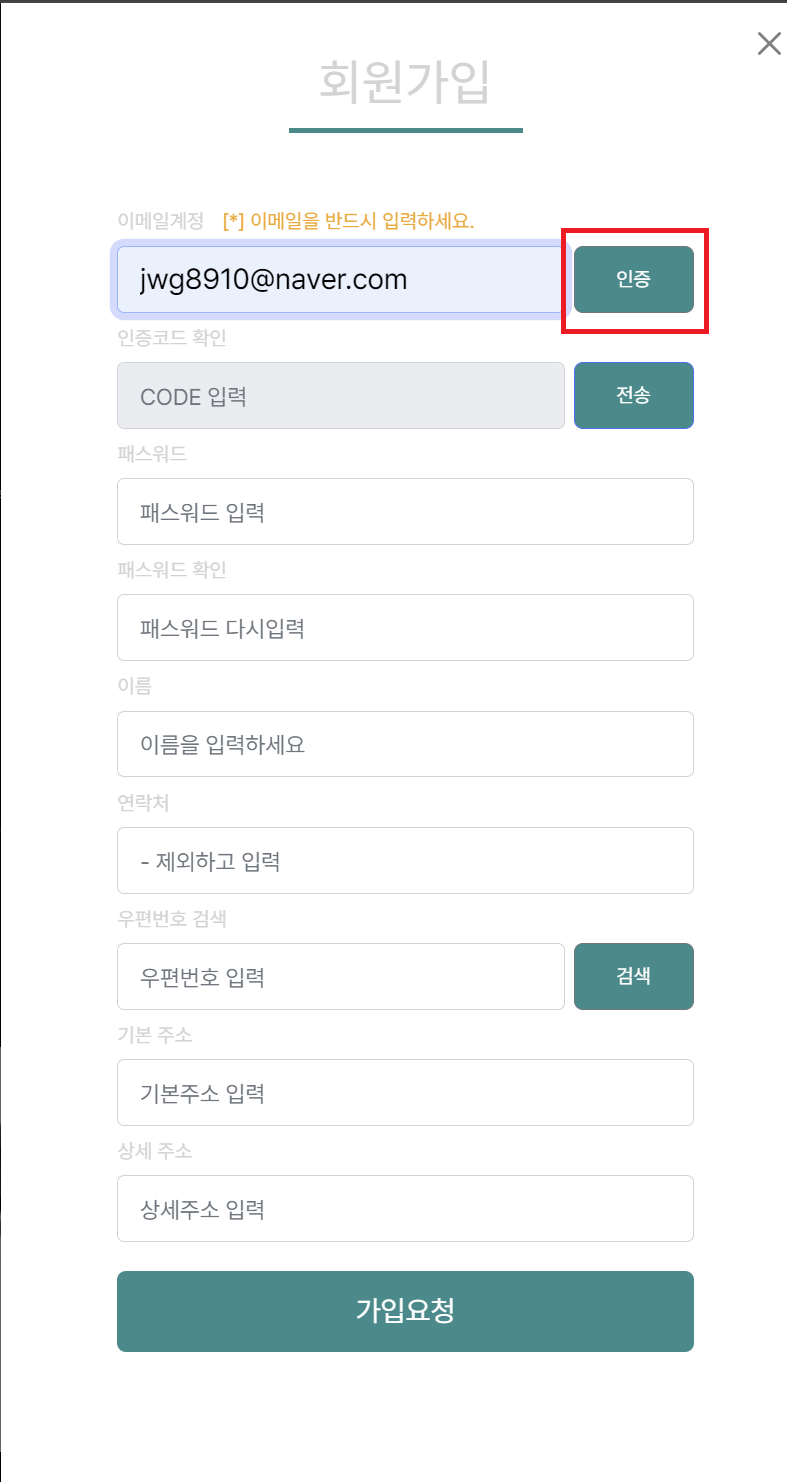 회원가입
이메일계정 [*] 이메일을 반드시 입력하세요.
jwg8910@naver.com 인증
인증코드 확인
CODE 입력 전송
패스워드
패스워드 입력
패스워드 확인
패스워드 다시입력
이름
이름을 입력하세요
연락처
- 제외하고 입력
우편번호 검색
우편번호 입력 검색
기본 주소
기본주소 입력
상세 주소
상세주소 입력
가입요청